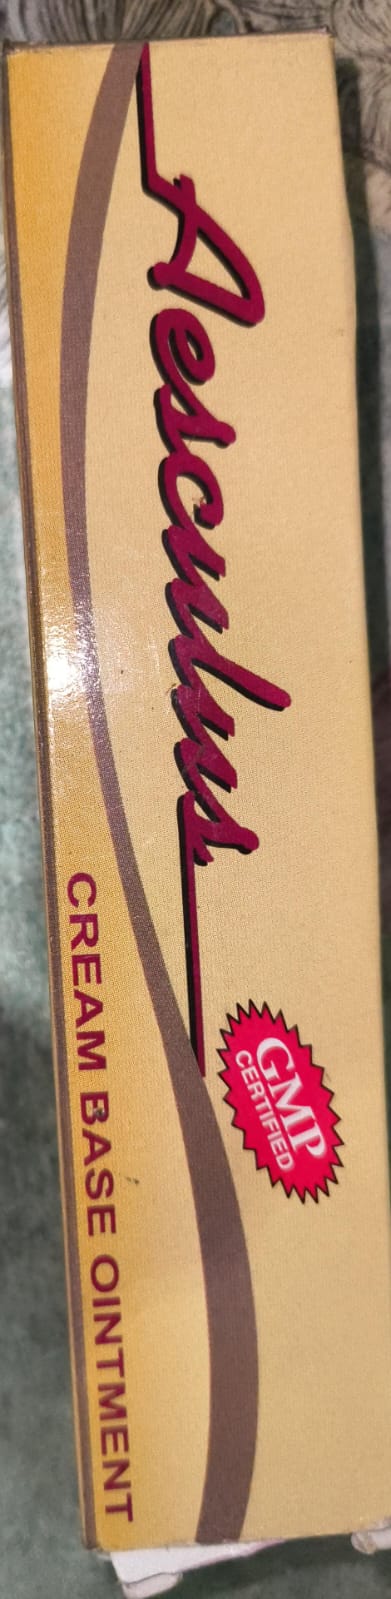 Aesculus
GMP
CERTIFIED
CREAM BASE OINTMENT